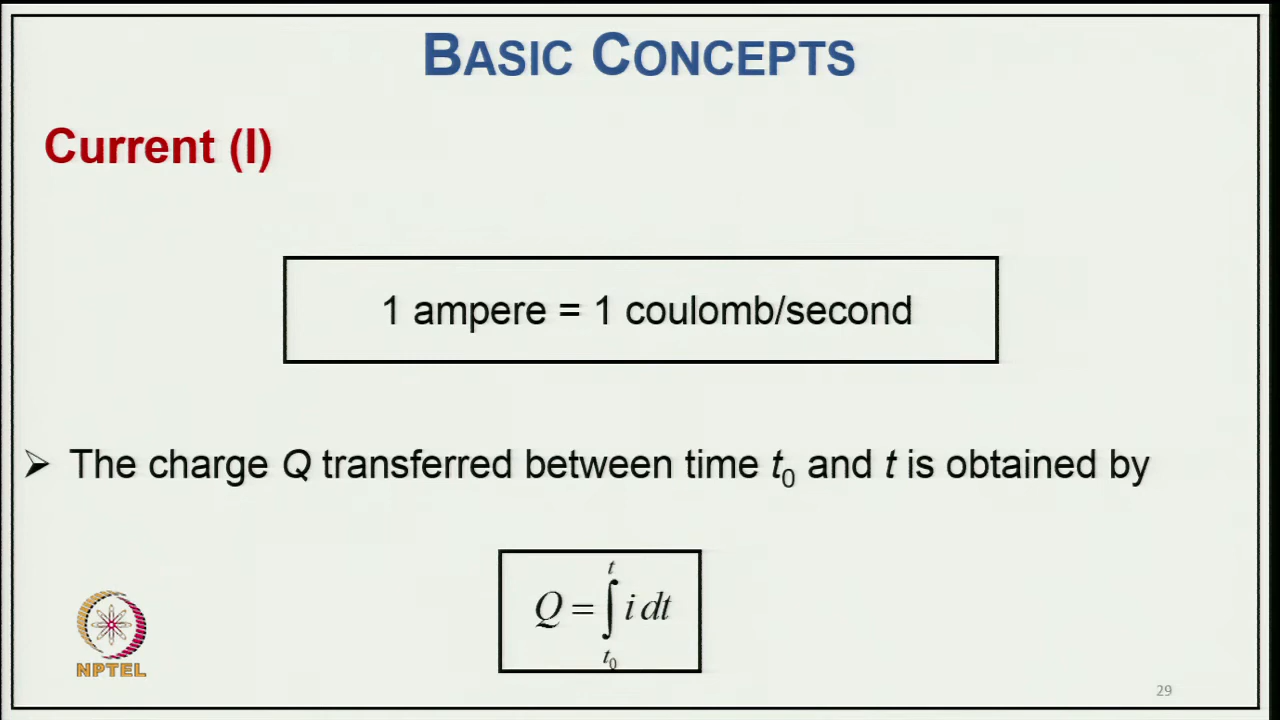 BASIC CONCEPTS
Current (I)
1 ampere = 1 coulomb/second
➢ The charge Q transferred between time t₀ and t is obtained by
Q = ∫ₜ₀ᵗ i dt
NPTEL
29